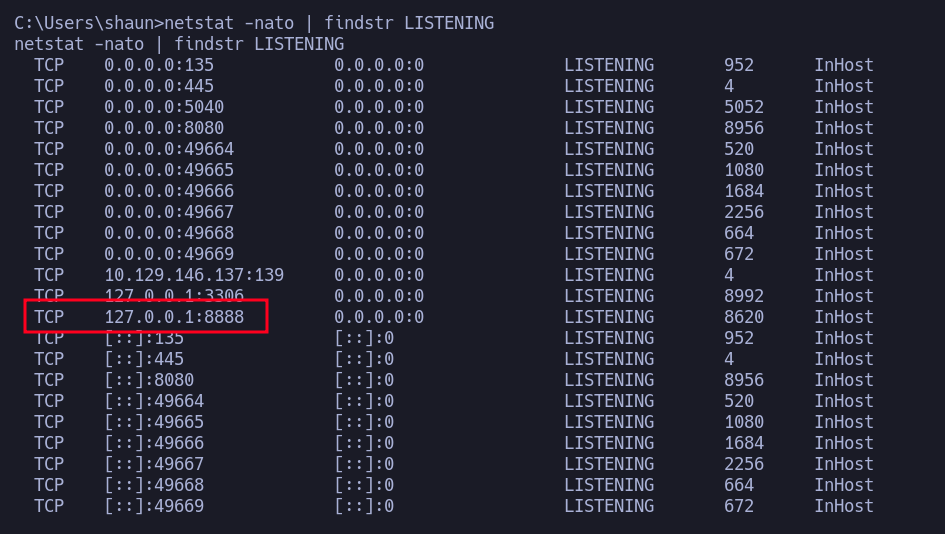 C:\Users\shaun>netstat -nato | findstr LISTENING
netstat -nato | findstr LISTENING
TCP 0.0.0.0:135 0.0.0.0:0 LISTENING 952 InHost
TCP 0.0.0.0:445 0.0.0.0:0 LISTENING 4 InHost
TCP 0.0.0.0:5040 0.0.0.0:0 LISTENING 5052 InHost
TCP 0.0.0.0:8080 0.0.0.0:0 LISTENING 8956 InHost
TCP 0.0.0.0:49664 0.0.0.0:0 LISTENING 520 InHost
TCP 0.0.0.0:49665 0.0.0.0:0 LISTENING 1080 InHost
TCP 0.0.0.0:49666 0.0.0.0:0 LISTENING 1684 InHost
TCP 0.0.0.0:49667 0.0.0.0:0 LISTENING 2256 InHost
TCP 0.0.0.0:49668 0.0.0.0:0 LISTENING 664 InHost
TCP 0.0.0.0:49669 0.0.0.0:0 LISTENING 672 InHost
TCP 10.129.146.137:139 0.0.0.0:0 LISTENING 4 InHost
TCP 127.0.0.1:3306 0.0.0.0:0 LISTENING 8992 InHost
TCP 127.0.0.1:8888 0.0.0.0:0 LISTENING 8620 InHost
TCP [::]:135 [::]:0 LISTENING 952 InHost
TCP [::]:445 [::]:0 LISTENING 4 InHost
TCP [::]:8080 [::]:0 LISTENING 8956 InHost
TCP [::]:49664 [::]:0 LISTENING 520 InHost
TCP [::]:49665 [::]:0 LISTENING 1080 InHost
TCP [::]:49666 [::]:0 LISTENING 1684 InHost
TCP [::]:49667 [::]:0 LISTENING 2256 InHost
TCP [::]:49668 [::]:0 LISTENING 664 InHost
TCP [::]:49669 [::]:0 LISTENING 672 InHost